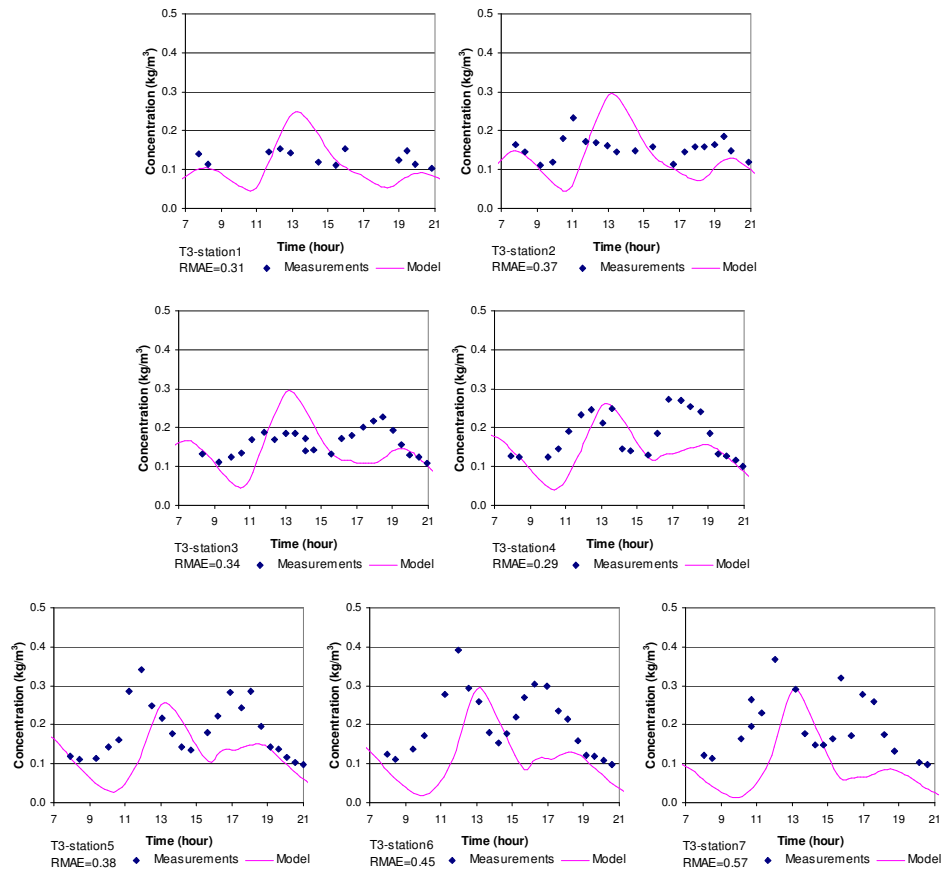 Concentration (kg/m³)
0.5
0.4
0.3
0.2
0.1
0.0
7 9 11 13 15 17 19 21
Time (hour)
T3-station1
RMAE=0.31 Measurements Model
Concentration (kg/m³)
0.5
0.4
0.3
0.2
0.1
0.0
7 9 11 13 15 17 19 21
Time (hour)
T3-station2
RMAE=0.37 Measurements Model
Concentration (kg/m³)
0.5
0.4
0.3
0.2
0.1
0.0
7 9 11 13 15 17 19 21
Time (hour)
T3-station3
RMAE=0.34 Measurements Model
Concentration (kg/m³)
0.5
0.4
0.3
0.2
0.1
0.0
7 9 11 13 15 17 19 21
Time (hour)
T3-station4
RMAE=0.29 Measurements Model
Concentration (kg/m³)
0.5
0.4
0.3
0.2
0.1
0.0
7 9 11 13 15 17 19 21
Time (hour)
T3-station5
RMAE=0.38 Measurements Model
Concentration (kg/m³)
0.5
0.4
0.3
0.2
0.1
0.0
7 9 11 13 15 17 19 21
Time (hour)
T3-station6
RMAE=0.45 Measurements Model
Concentration (kg/m³)
0.5
0.4
0.3
0.2
0.1
0.0
7 9 11 13 15 17 19 21
Time (hour)
T3-station7
RMAE=0.57 Measurements Model